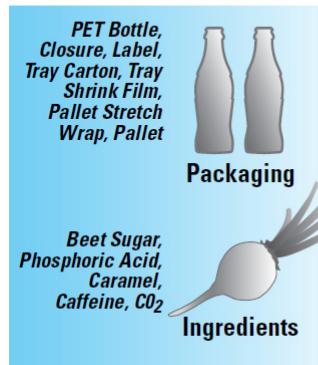 PET Bottle,
Closure, Label,
Tray Carton, Tray
Shrink Film,
Pallet Stretch
Wrap, Pallet
Packaging
Beet Sugar,
Phosphoric Acid,
Caramel,
Caffeine, CO2
Ingredients